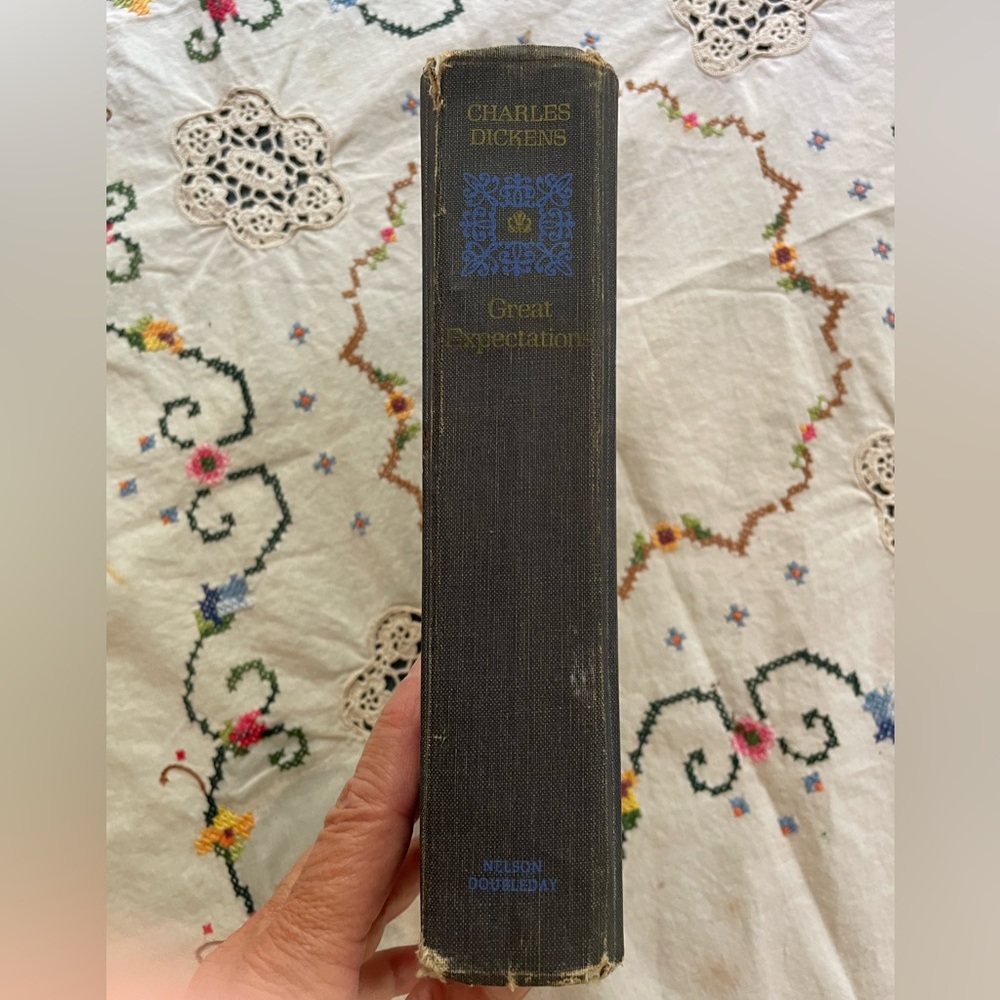 CHARLES
DICKENS
Great
Expectations
NELSON
DOUBLEDAY